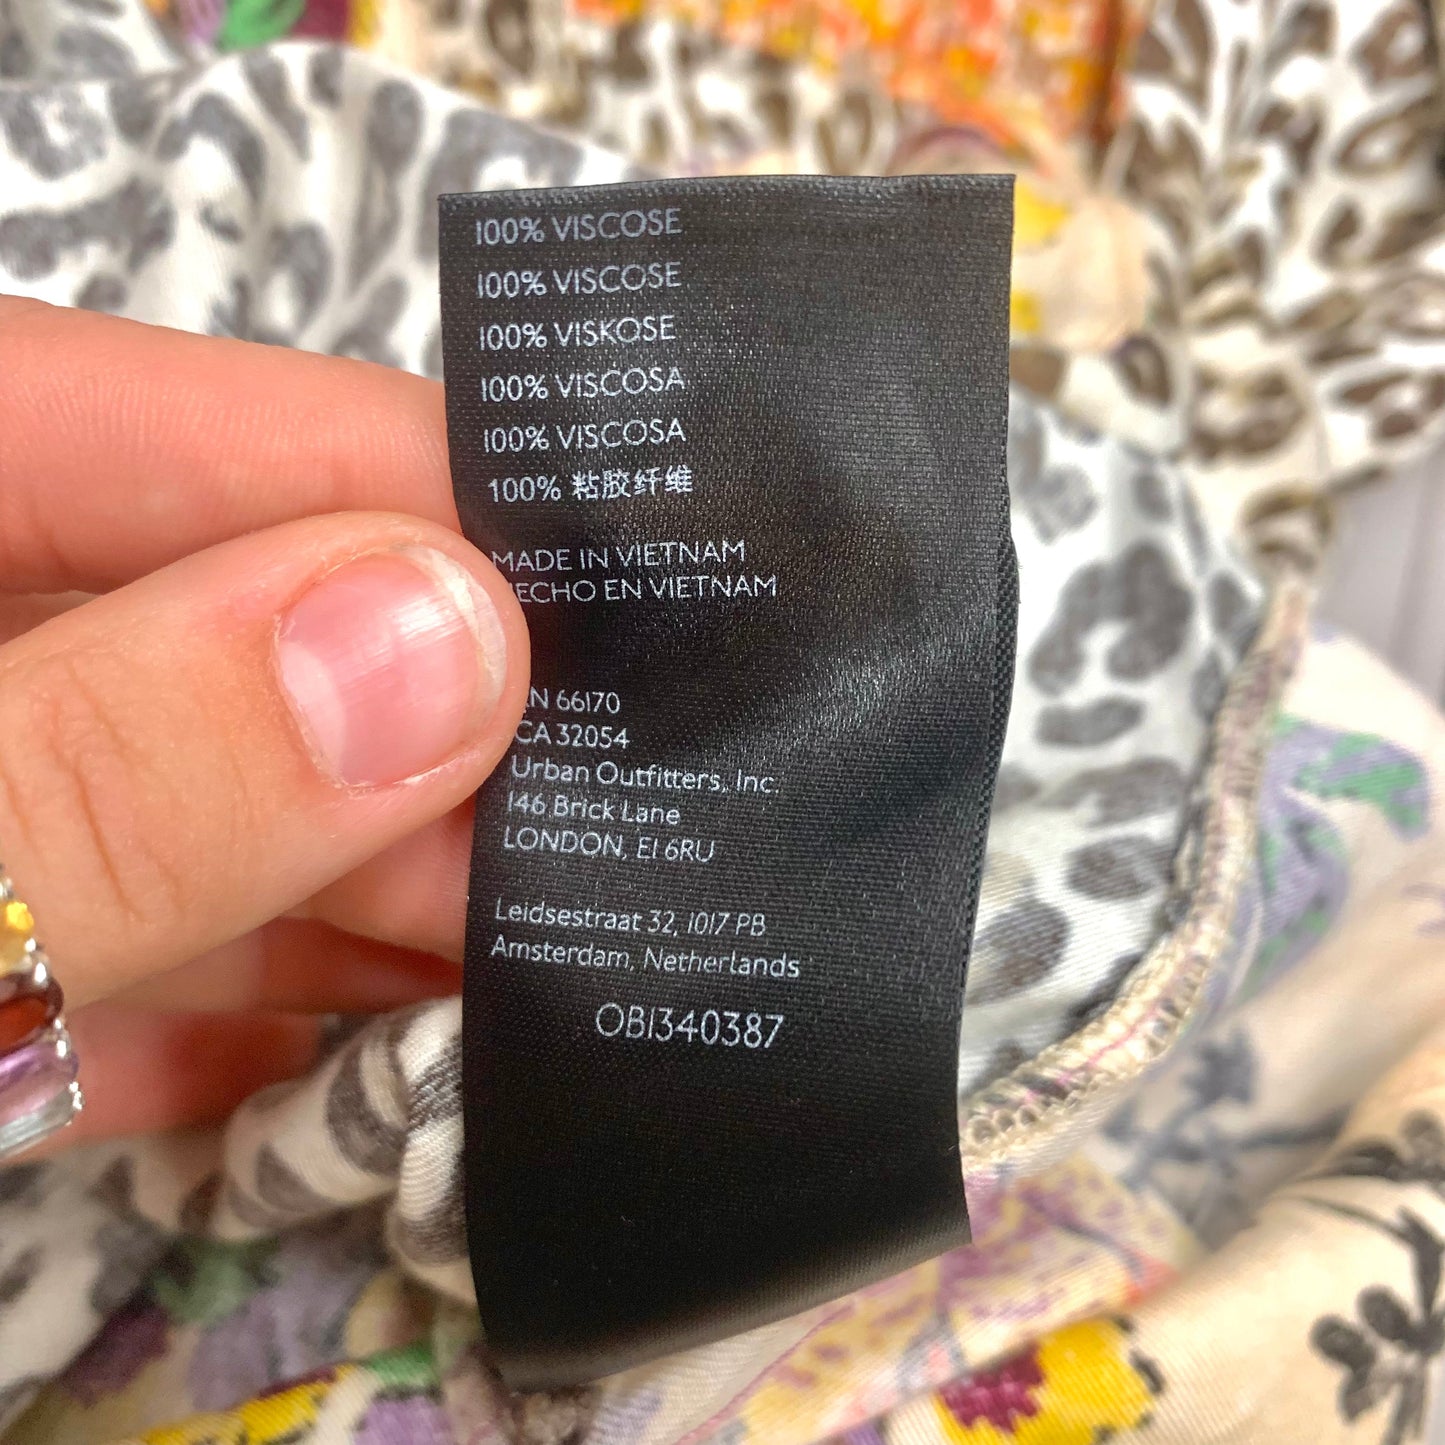 100% VISCOSE
100% VISCOSE
100% VISKOSE
100% VISCOSA
100% VISCOSA
100% 粘胶纤维
MADE IN VIETNAM
ECHO EN VIETNAM
N 66170
CA 32054
Urban Outfitters, Inc.
146 Brick Lane
LONDON, E1 6RU
Leidsestraat 32, 1017 PB
Amsterdam, Netherlands
OB1340387